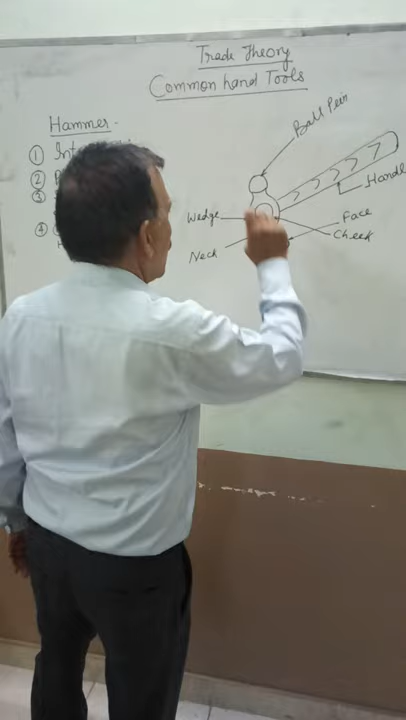 Trade Theory
Common hand Tools
Hammer -
①
②
③
④
Ball Pein
Handle
Wedge
Face
Cheek
Neck